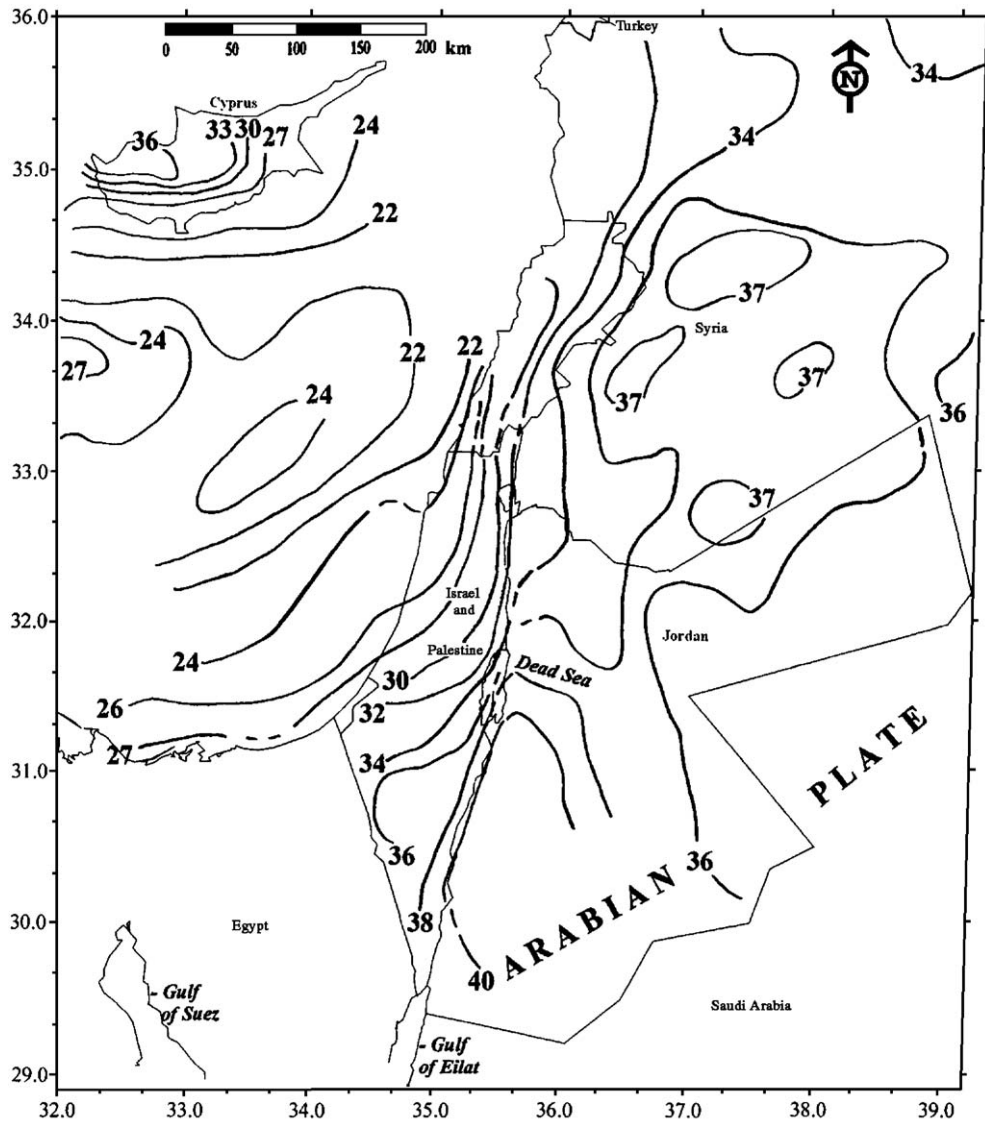 36.0
35.0
34.0
33.0
32.0
31.0
30.0
29.0
0 50 100 150 200 km
Turkey
N
34
34
Cyprus
36
33
30
27
24
22
24
27
22
24
22
37
37
Syria
37
37
36
Israel
and
Palestine
Jordan
Dead Sea
24
26
27
30
32
34
36
38
40
36
ARABIAN
PLATE
Egypt
Saudi Arabia
- Gulf
of Suez
- Gulf
of Eilat
32.0 33.0 34.0 35.0 36.0 37.0 38.0 39.0